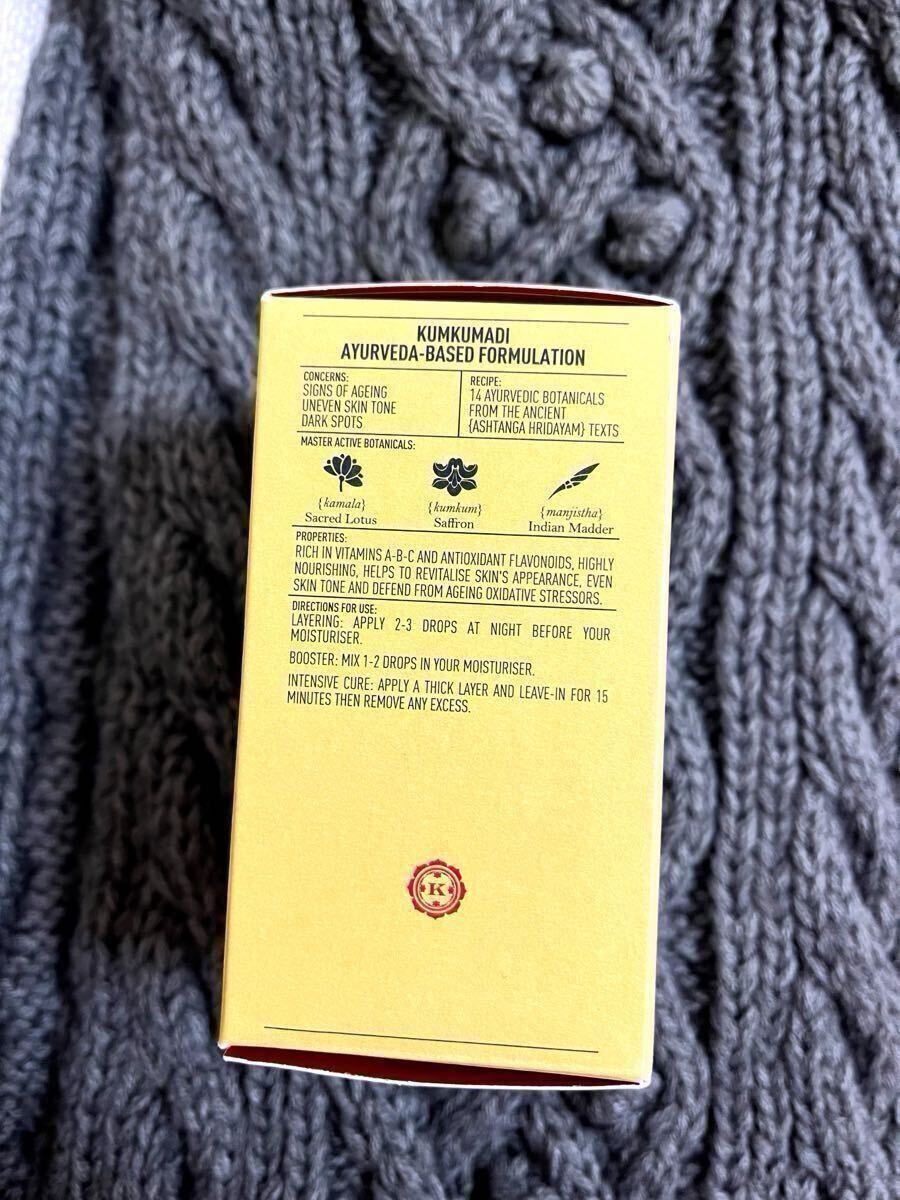 KUMKUMADI
AYURVEDA-BASED FORMULATION
CONCERNS:
SIGNS OF AGEING
UNEVEN SKIN TONE
DARK SPOTS
RECIPE:
14 AYURVEDIC BOTANICALS
FROM THE ANCIENT
{ASHTANGA HRIDAYAM} TEXTS
MASTER ACTIVE BOTANICALS:
{kamala}
Sacred Lotus
{kumkum}
Saffron
{manjistha}
Indian Madder
PROPERTIES:
RICH IN VITAMINS A-B-C AND ANTIOXIDANT FLAVONOIDS, HIGHLY
NOURISHING, HELPS TO REVITALISE SKIN'S APPEARANCE, EVEN
SKIN TONE AND DEFEND FROM AGEING OXIDATIVE STRESSORS.
DIRECTIONS FOR USE:
LAYERING: APPLY 2-3 DROPS AT NIGHT BEFORE YOUR
MOISTURISER.
BOOSTER: MIX 1-2 DROPS IN YOUR MOISTURISER.
INTENSIVE CURE: APPLY A THICK LAYER AND LEAVE-IN FOR 15
MINUTES THEN REMOVE ANY EXCESS.
K